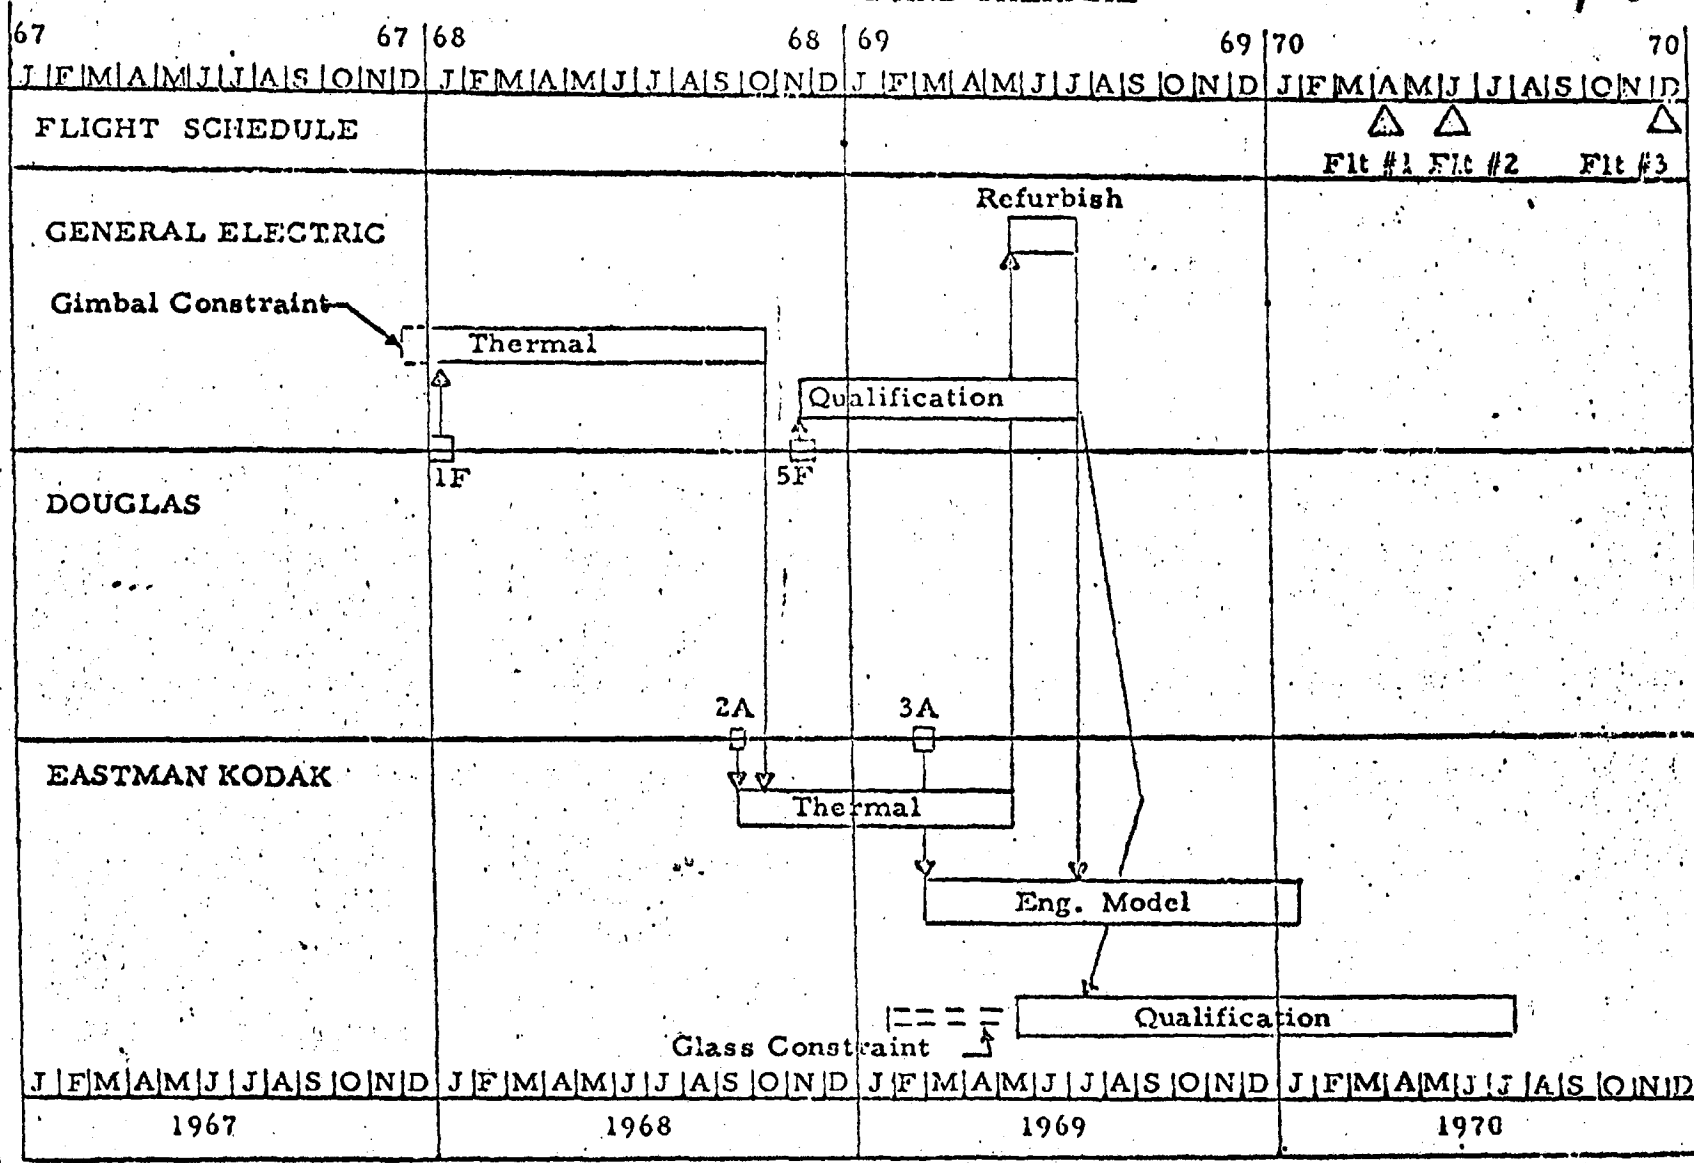 67 67 68 68 69 69 70 70
J F M A M J J A S O N D J F M A M J J A S O N D J F M A M J J A S O N D J F M A M J J A S O N D
FLIGHT SCHEDULE
Flt #1 Flt #2 Flt #3
Refurbish
GENERAL ELECTRIC
Gimbal Constraint
Thermal
Qualification
1F 5F
DOUGLAS
2A 3A
EASTMAN KODAK
Thermal
Eng. Model
Qualification
Glass Constraint
J F M A M J J A S O N D J F M A M J J A S O N D J F M A M J J A S O N D J F M A M J J A S O N D
1967 1968 1969 1970